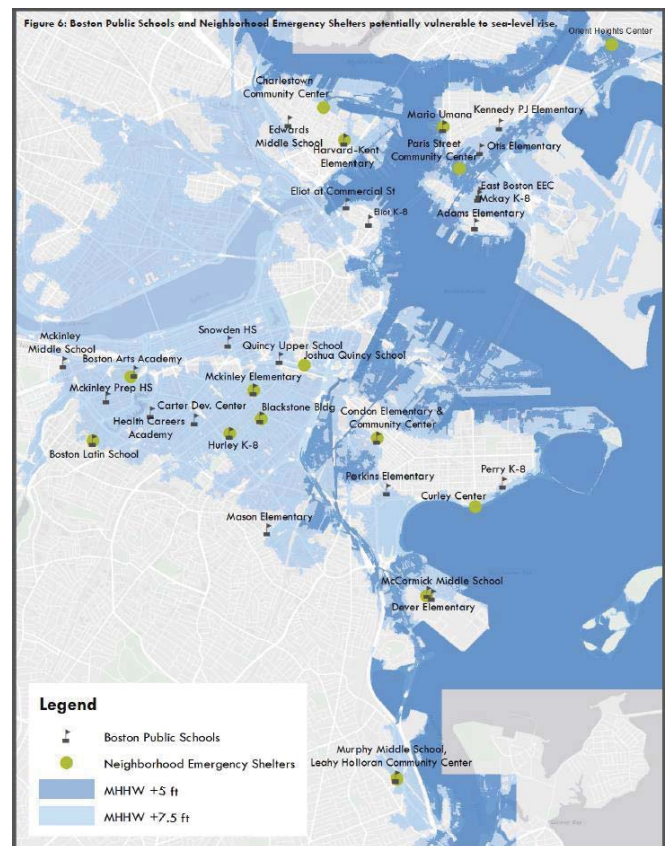 Figure 6: Boston Public Schools and Neighborhood Emergency Shelters potentially vulnerable to sea-level rise.
Orient Heights Center
Charlestown
Community Center
Edwards
Middle School
Harvard-Kent
Elementary
Mario Umana
Kennedy PJ Elementary
Paris Street
Community Center
Otis Elementary
East Boston EEC
Mckay K-8
Adams Elementary
Eliot at Commercial St
Eliot K-8
Snowden HS
Mckinley
Middle School
Boston Arts Academy
Quincy Upper School
Joshua Quincy School
Mckinley Elementary
Mckinley Prep HS
Carter Dev. Center
Blackstone Bldg
Health Careers
Academy
Hurley K-8
Boston Latin School
Condon Elementary &
Community Center
Perkins Elementary
Perry K-8
Curley Center
Mason Elementary
McCormick Middle School
Dever Elementary
Murphy Middle School,
Leahy Holloran Community Center
Legend
Boston Public Schools
Neighborhood Emergency Shelters
MHHW +5 ft
MHHW +7.5 ft